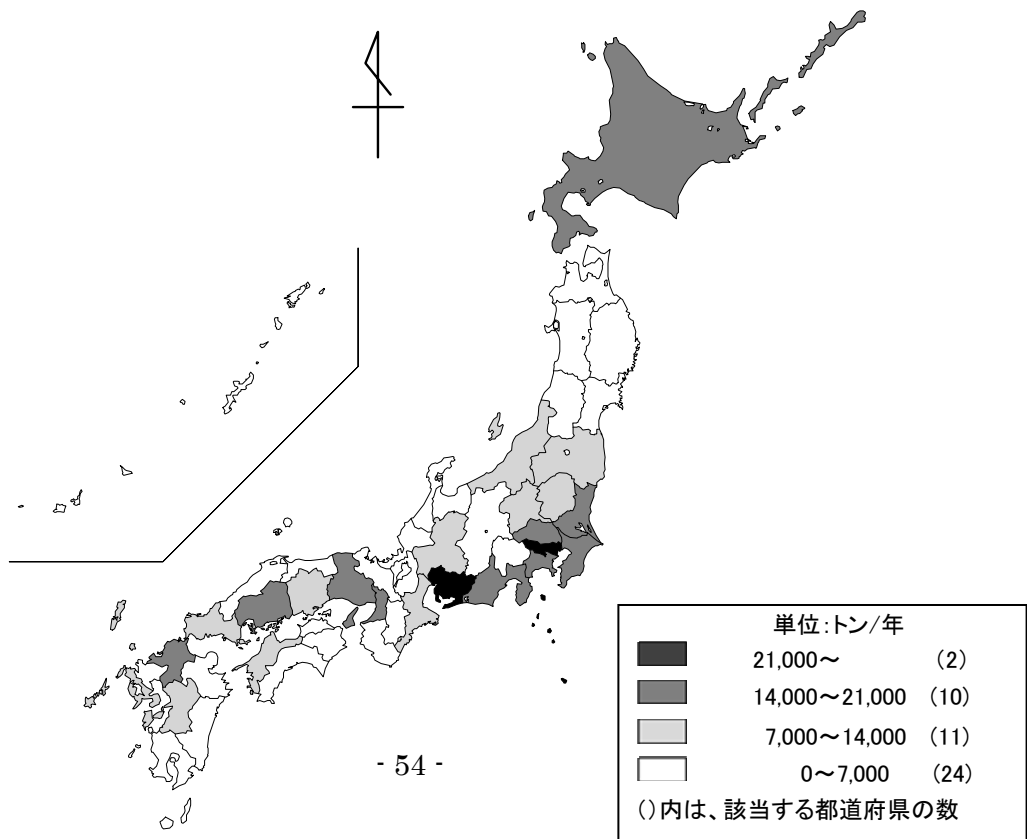 - 54 -
単位:トン/年
21,000～ (2)
14,000～21,000 (10)
7,000～14,000 (11)
0～7,000 (24)
()内は、該当する都道府県の数